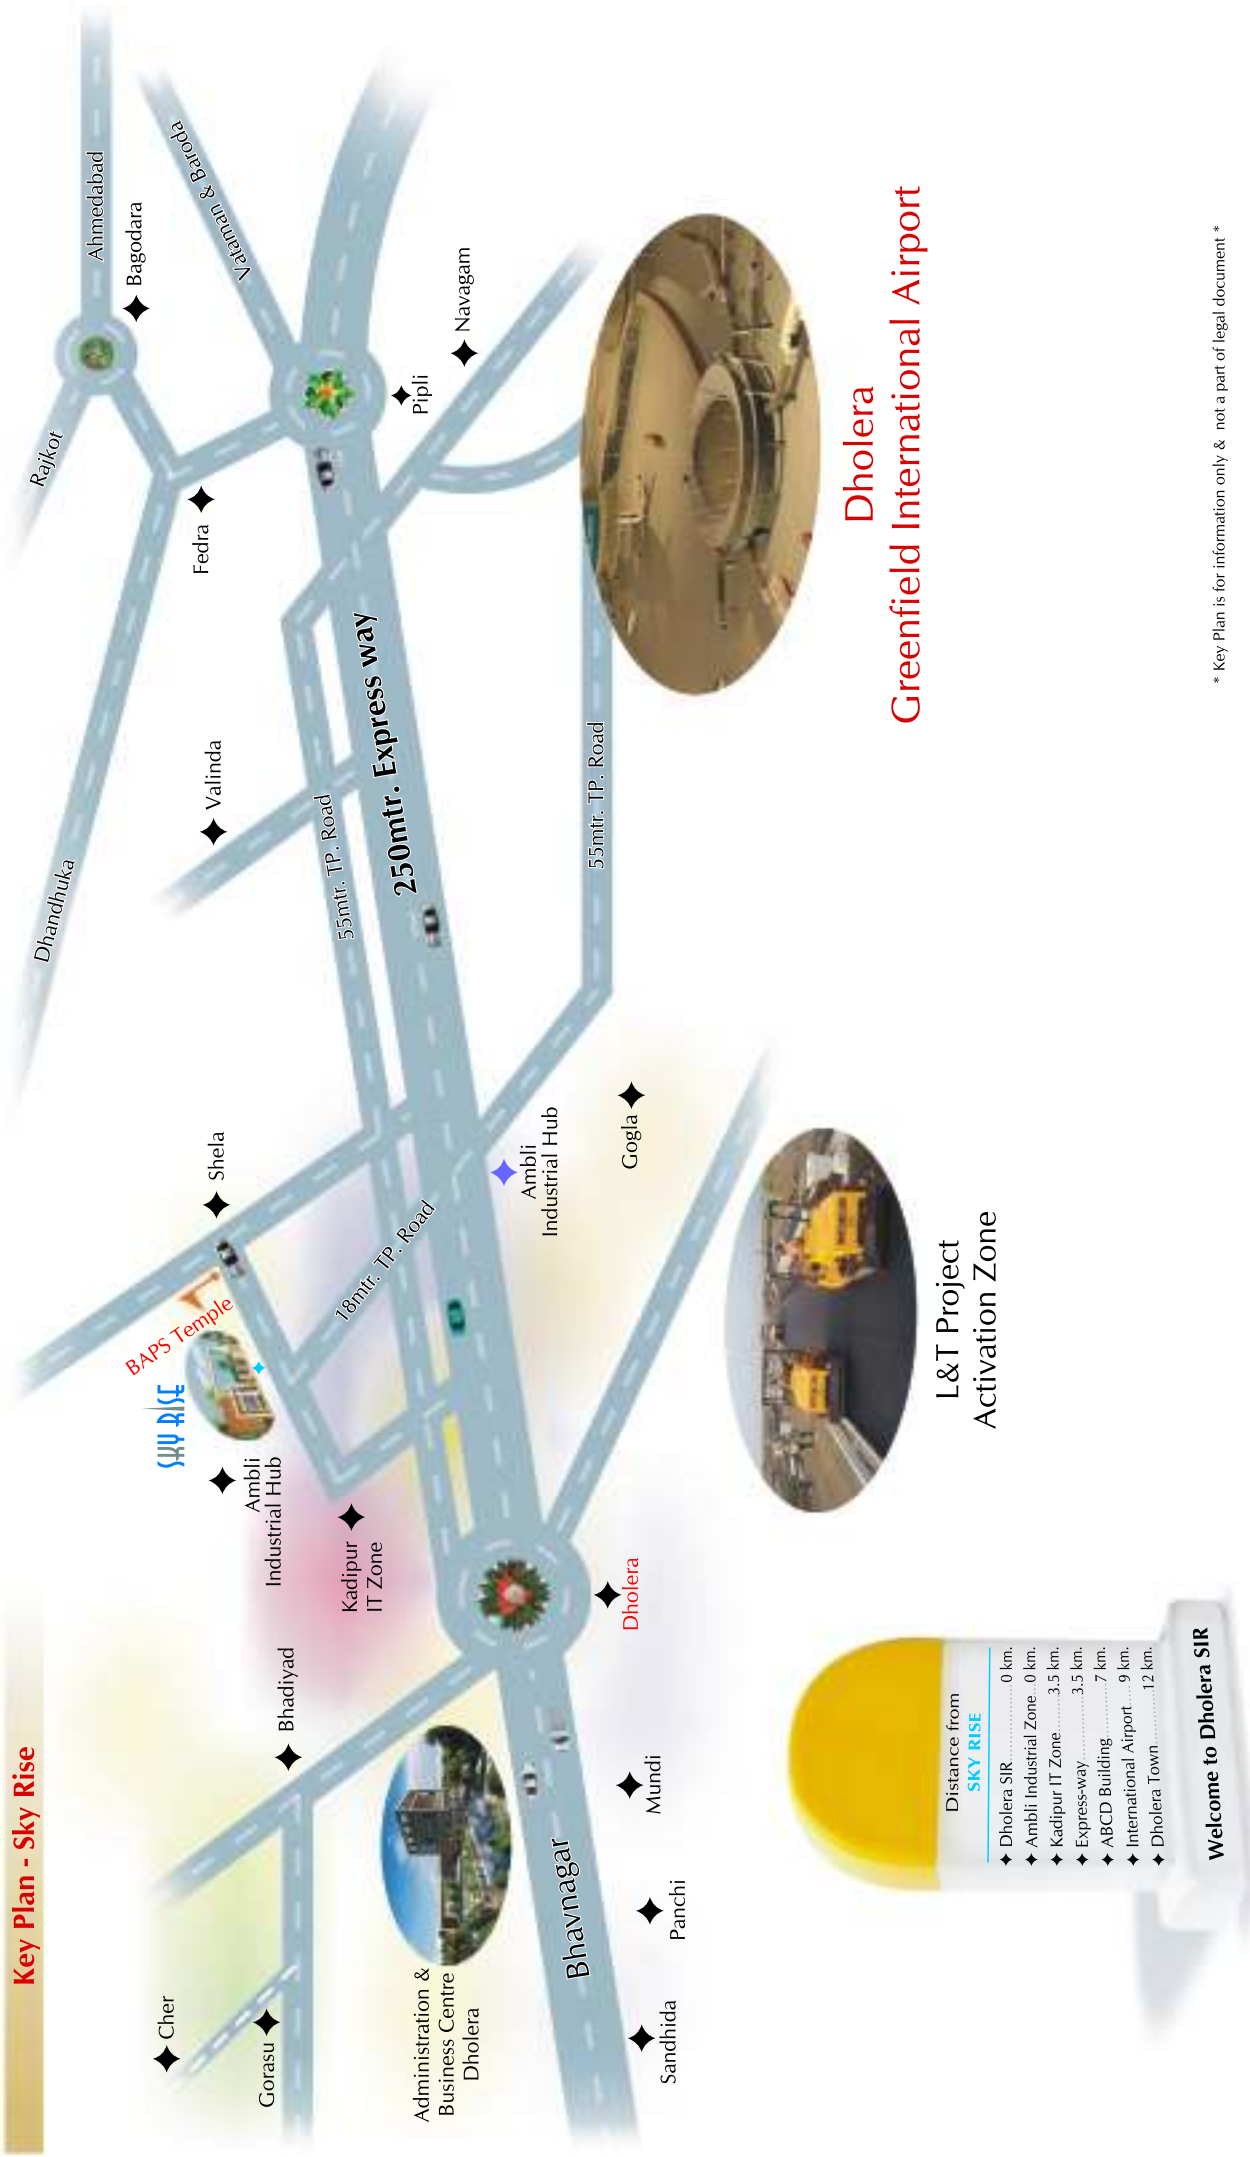 Key Plan - Sky Rise
Rajkot
Ahmedabad
Bagodara
Vataman & Baroda
Fedra
Dhandhuka
Pipli
Navagam
Valinda
55mtr. TP. Road
250mtr. Express way
55mtr. TP. Road
Shela
BAPS Temple
SKY RISE
18mtr. TP. Road
Ambli
Industrial Hub
Kadipur
IT Zone
Ambli
Industrial Hub
Gogla
Dholera
Greenfield International Airport
L&T Project
Activation Zone
Dholera
Bhadiyad
Cher
Gorasu
Administration &
Business Centre
Dholera
Bhavnagar
Mundi
Panchi
Sandhida
Distance from
SKY RISE
Dholera SIR..................0 km.
Ambli Industrial Zone...0 km.
Kadipur IT Zone.........3.5 km.
Express-way..............3.5 km.
ABCD Building.............7 km.
International Airport.....9 km.
Dholera Town.............12 km.
Welcome to Dholera SIR
* Key Plan is for information only & not a part of legal document *